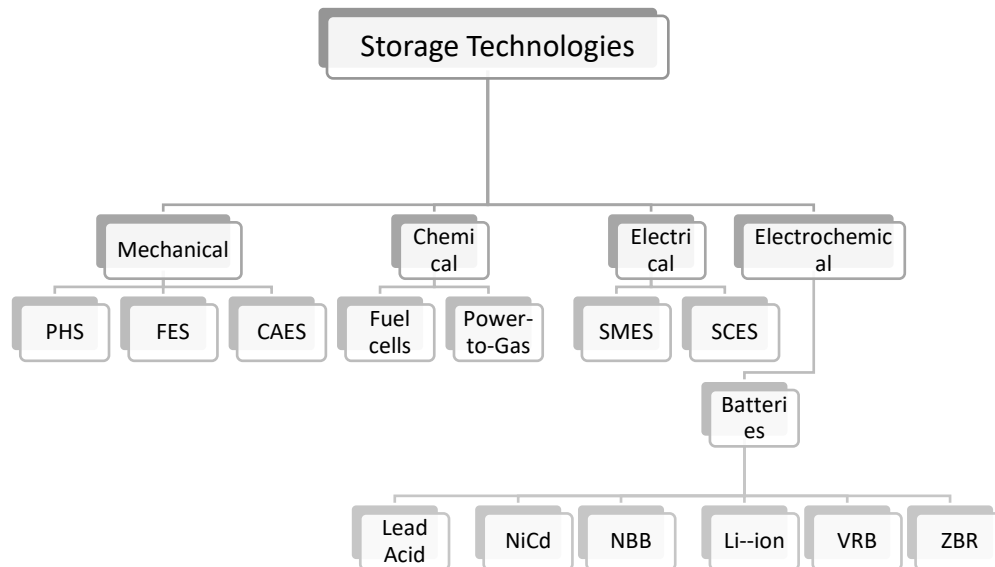 Storage Technologies
Mechanical
Chemi
cal
Electri
cal
Electrochemic
al
PHS
FES
CAES
Fuel
cells
Power-
to-Gas
SMES
SCES
Batteri
es
Lead
Acid
NiCd
NBB
Li--ion
VRB
ZBR